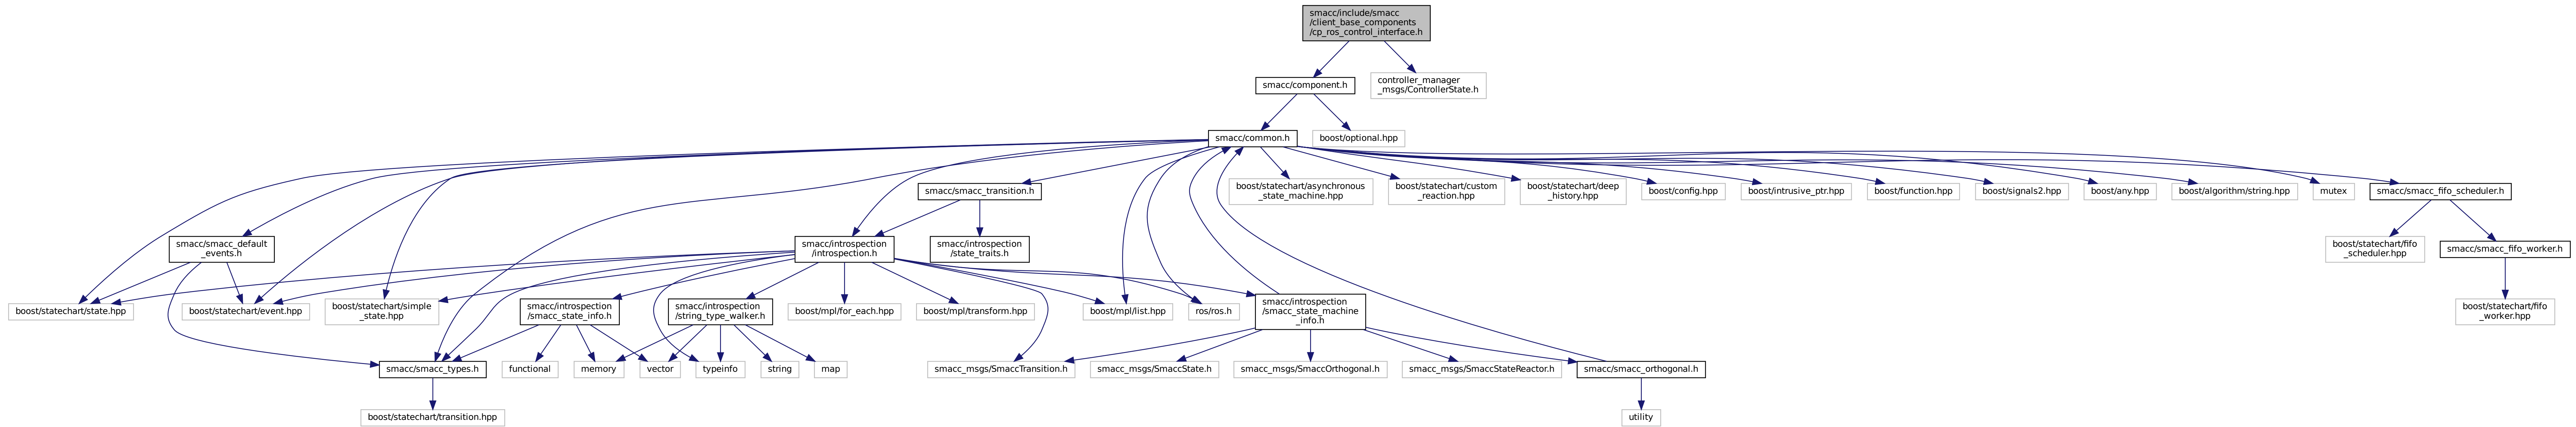 smacc/include/smacc
/client_base_components
/cp_ros_control_interface.h
smacc/component.h
controller_manager
_msgs/ControllerState.h
smacc/common.h
boost/optional.hpp
smacc/smacc_transition.h
boost/statechart/asynchronous
_state_machine.hpp
boost/statechart/custom
_reaction.hpp
boost/statechart/deep
_history.hpp
boost/config.hpp
boost/intrusive_ptr.hpp
boost/function.hpp
boost/signals2.hpp
boost/any.hpp
boost/algorithm/string.hpp
mutex
smacc/smacc_fifo_scheduler.h
smacc/smacc_default
_events.h
smacc/introspection
/introspection.h
smacc/introspection
/state_traits.h
boost/statechart/fifo
_scheduler.hpp
smacc/smacc_fifo_worker.h
boost/statechart/state.hpp
boost/statechart/event.hpp
boost/statechart/simple
_state.hpp
smacc/introspection
/smacc_state_info.h
smacc/introspection
/string_type_walker.h
boost/mpl/for_each.hpp
boost/mpl/transform.hpp
boost/mpl/list.hpp
ros/ros.h
smacc/introspection
/smacc_state_machine
_info.h
boost/statechart/fifo
_worker.hpp
smacc/smacc_types.h
functional
memory
vector
typeinfo
string
map
smacc_msgs/SmaccTransition.h
smacc_msgs/SmaccState.h
smacc_msgs/SmaccOrthogonal.h
smacc_msgs/SmaccStateReactor.h
smacc/smacc_orthogonal.h
boost/statechart/transition.hpp
utility